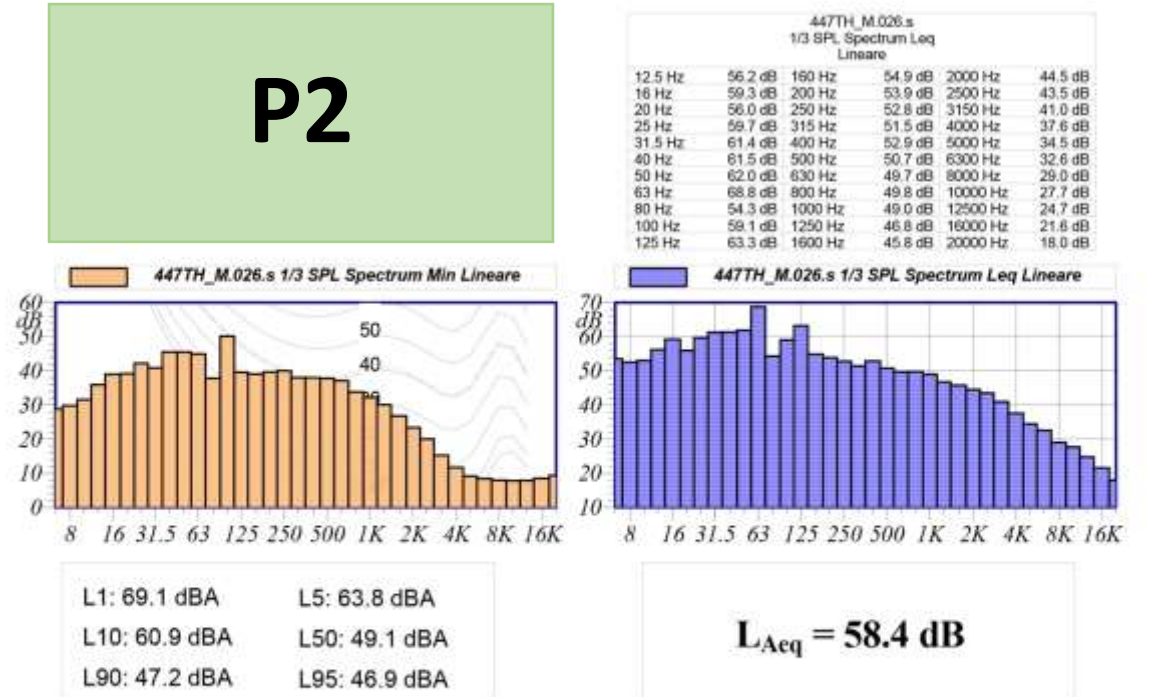 P2
447TH_M.026.s
1/3 SPL Spectrum Leq
Lineare
12.5 Hz 56.2 dB 160 Hz 54.9 dB 2000 Hz 44.5 dB
16 Hz 59.3 dB 200 Hz 53.9 dB 2500 Hz 43.5 dB
20 Hz 56.0 dB 250 Hz 52.8 dB 3150 Hz 41.0 dB
25 Hz 59.7 dB 315 Hz 51.5 dB 4000 Hz 37.6 dB
31.5 Hz 61.4 dB 400 Hz 52.9 dB 5000 Hz 34.5 dB
40 Hz 61.5 dB 500 Hz 50.7 dB 6300 Hz 32.6 dB
50 Hz 62.0 dB 630 Hz 49.7 dB 8000 Hz 29.0 dB
63 Hz 68.8 dB 800 Hz 49.8 dB 10000 Hz 27.7 dB
80 Hz 54.3 dB 1000 Hz 49.0 dB 12500 Hz 24.7 dB
100 Hz 59.1 dB 1250 Hz 46.8 dB 16000 Hz 21.6 dB
125 Hz 63.3 dB 1600 Hz 45.8 dB 20000 Hz 18.0 dB
447TH_M.026.s 1/3 SPL Spectrum Min Lineare
60
dB
50
40
30
20
10
0
50
40
30
8 16 31.5 63 125 250 500 1K 2K 4K 8K 16K
447TH_M.026.s 1/3 SPL Spectrum Leq Lineare
70
dB
60
50
40
30
20
10
8 16 31.5 63 125 250 500 1K 2K 4K 8K 16K
L1: 69.1 dBA L5: 63.8 dBA
L10: 60.9 dBA L50: 49.1 dBA
L90: 47.2 dBA L95: 46.9 dBA
LAeq = 58.4 dB